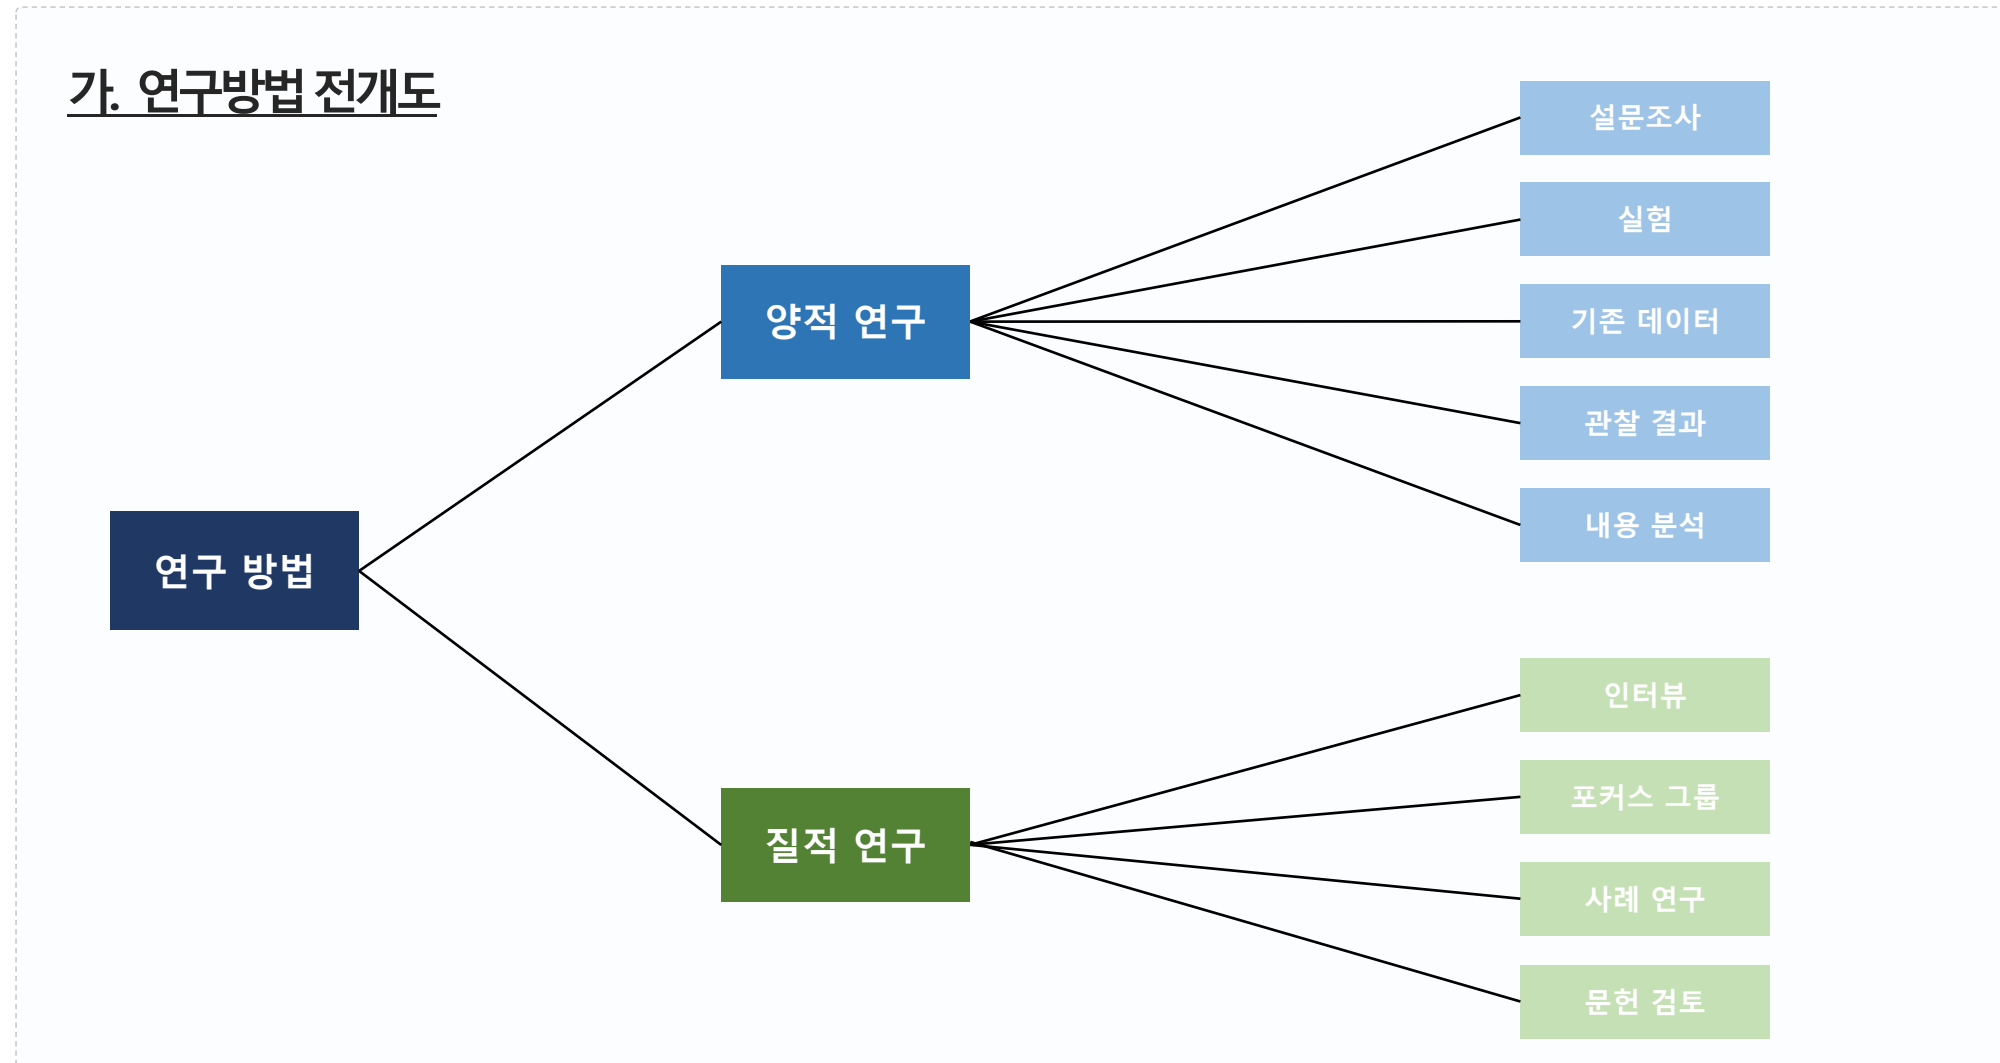 가. 연구방법 전개도
연구 방법
양적 연구
설문조사
실험
기존 데이터
관찰 결과
내용 분석
질적 연구
인터뷰
포커스 그룹
사례 연구
문헌 검토